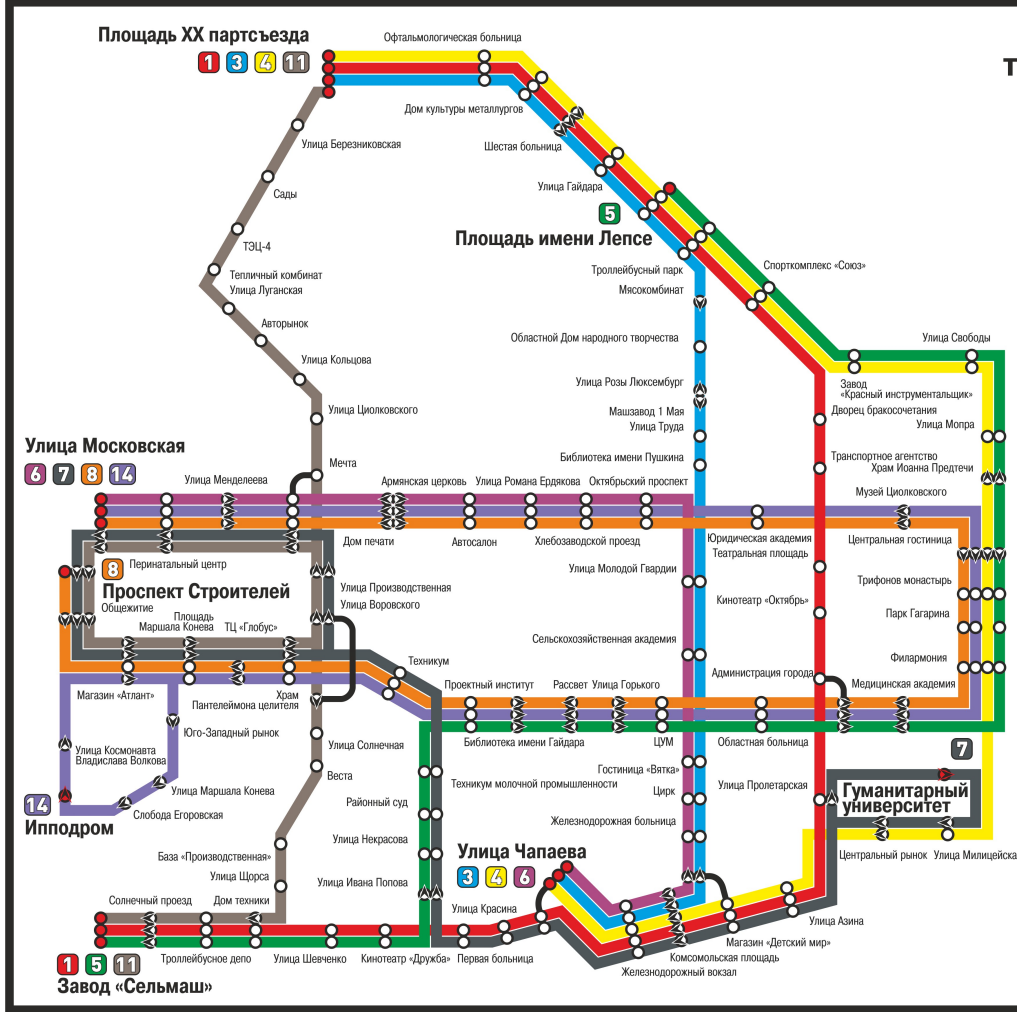 Площадь XX партсъезда
1 3 4 11
Офтальмологическая больница
Т
Дом культуры металлургов
Улица Березниковская
Шестая больница
Сады
Улица Гайдара
5
Площадь имени Лепсе
ТЭЦ-4
Троллейбусный парк
Спорткомплекс «Союз»
Тепличный комбинат
Улица Луганская
Мясокомбинат
Авторынок
Областной Дом народного творчества
Улица Свободы
Улица Кольцова
Улица Розы Люксембург
Завод
«Красный инструментальщик»
Улица Циолковского
Машзавод 1 Мая
Дворец бракосочетания
Улица Труда
Улица Мопра
Улица Московская
6 7 8 14
Мечта
Библиотека имени Пушкина
Транспортное агентство
Храм Иоанна Предтечи
Улица Менделеева
Армянская церковь
Улица Романа Ердякова
Октябрьский проспект
Музей Циолковского
Дом печати
Автосалон
Хлебозаводской проезд
Юридическая академия
Центральная гостиница
Театральная площадь
Перинатальный центр
8
Проспект Строителей
Улица Молодой Гвардии
Трифонов монастырь
Улица Производственная
Улица Воровского
Кинотеатр «Октябрь»
Общежитие
Площадь
Маршала Конева
ТЦ «Глобус»
Парк Гагарина
Сельскохозяйственная академия
Филармония
Техникум
Администрация города
Магазин «Атлант»
Храм
Пантелеймона целителя
Проектный институт
Рассвет
Улица Горького
Медицинская академия
Юго-Западный рынок
Улица Солнечная
Библиотека имени Гайдара
ЦУМ
Областная больница
7
Улица Космонавта
Владислава Волкова
Веста
Гостиница «Вятка»
Техникум молочной промышленности
Цирк
Улица Пролетарская
Гуманитарный
университет
Улица Маршала Конева
14
Ипподром
Слобода Егоровская
Районный суд
Железнодорожная больница
Улица Некрасова
База «Производственная»
Улица Чапаева
3 4 6
Центральный рынок
Улица Милицейска
Улица Щорса
Улица Ивана Попова
Солнечный проезд
Дом техники
Улица Красина
Улица Азина
Магазин «Детский мир»
Троллейбусное депо
Улица Шевченко
Кинотеатр «Дружба»
Первая больница
Комсомольская площадь
Железнодорожный вокзал
1 5 11
Завод «Сельмаш»